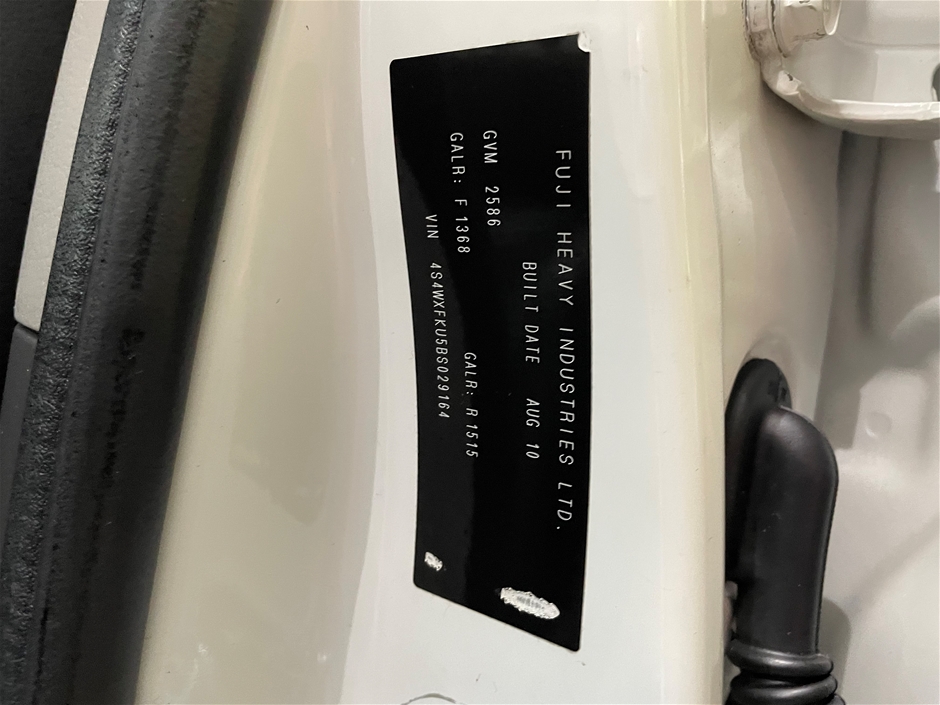 FUJI HEAVY INDUSTRIES LTD.
BUILT DATE AUG 10
GVM 2586
GALR: F 1368 GALR: R 1515
VIN 4S4WXFKU5BS029164